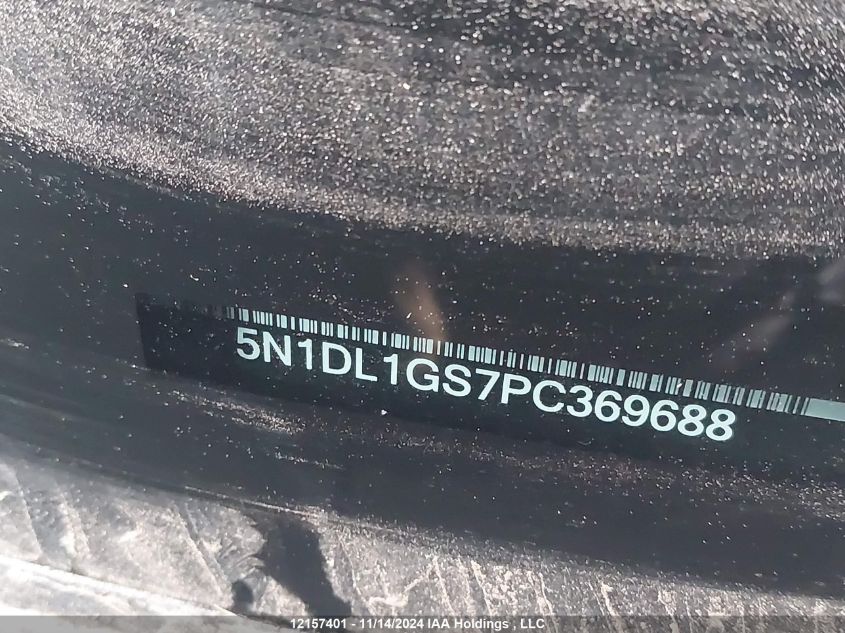 5N1DL1GS7PC369688
12157401 - 11/14/2024 IAA Holdings , LLC